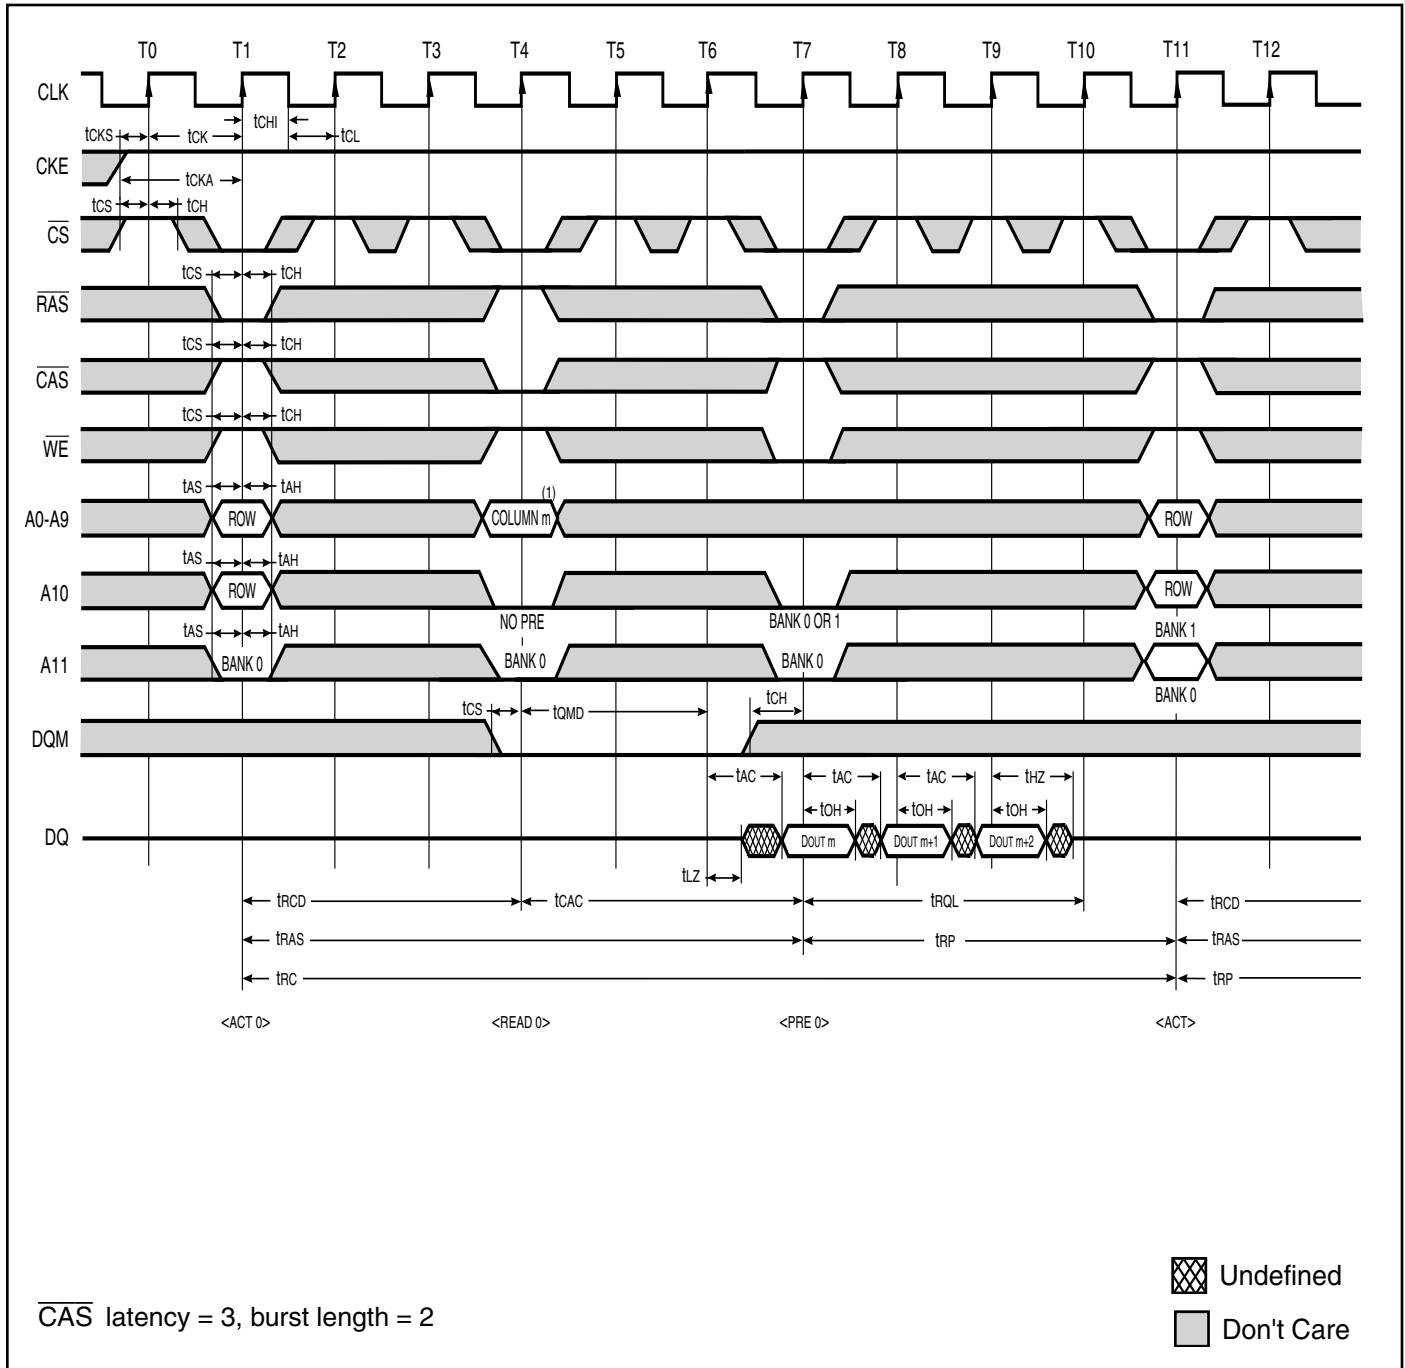 T0 T1 T2 T3 T4 T5 T6 T7 T8 T9 T10 T11 T12
CLK
tCHI
tCKS tCK tCL
CKE
tCKA
tCS tCH
CS
tCS tCH
RAS
tCS tCH
CAS
tCS tCH
WE
tAS tAH (1)
A0-A9 ROW COLUMN m ROW
tAS tAH
A10 ROW ROW
NO PRE BANK 0 OR 1
tAS tAH BANK 1
A11 BANK 0 BANK 0 BANK 0
BANK 0
tCH
tCS tQMD
DQM
tAC tAC tAC tHZ
tOH tOH tOH
DQ DOUT m DOUT m+1 DOUT m+2
tLZ
tRCD tCAC tRQL tRCD
tRAS tRP tRAS
tRC tRP
<ACT 0> <READ 0> <PRE 0> <ACT>
Undefined
CAS latency = 3, burst length = 2
Don't Care